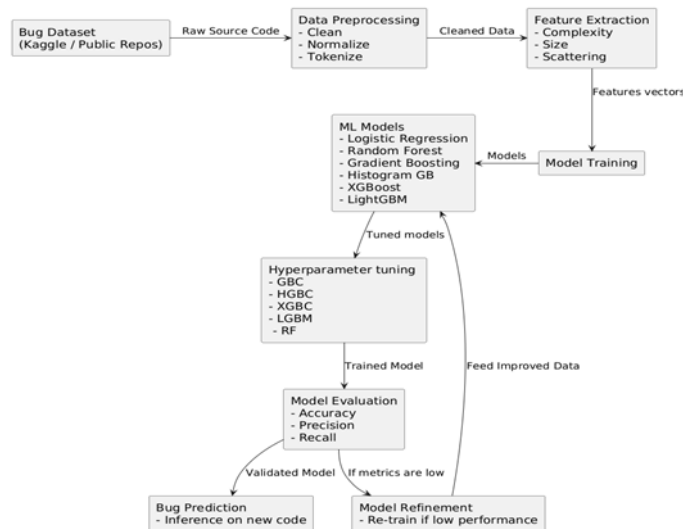 Bug Dataset
(Kaggle / Public Repos)
Raw Source Code
Data Preprocessing
- Clean
- Normalize
- Tokenize
Cleaned Data
Feature Extraction
- Complexity
- Size
- Scattering
Features vectors
Model Training
Models
ML Models
- Logistic Regression
- Random Forest
- Gradient Boosting
- Histogram GB
- XGBoost
- LightGBM
Tuned models
Hyperparameter tuning
- GBC
- HGBC
- XGBC
- LGBM
- RF
Trained Model
Feed Improved Data
Model Evaluation
- Accuracy
- Precision
- Recall
Validated Model
If metrics are low
Bug Prediction
- Inference on new code
Model Refinement
- Re-train if low performance